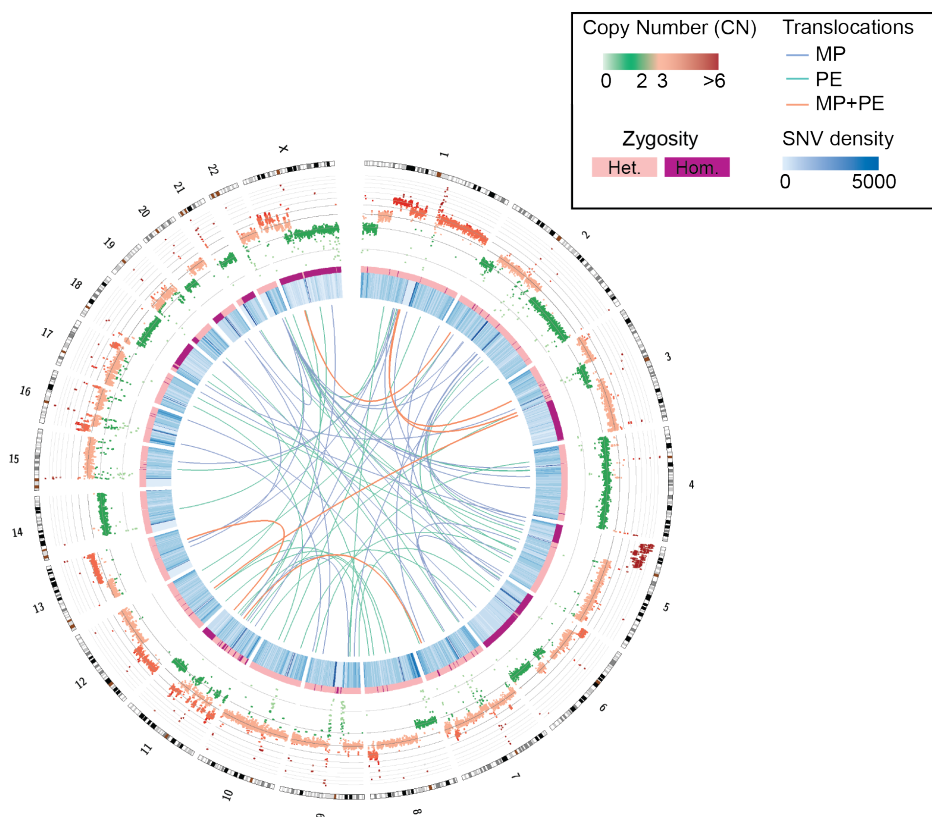 Copy Number (CN)
0 2 3 >6
Zygosity
Het. Hom.
Translocations
MP
PE
MP+PE
SNV density
0 5000
1
2
3
4
5
6
7
8
9
10
11
12
13
14
15
16
17
18
19
20
21
22
X